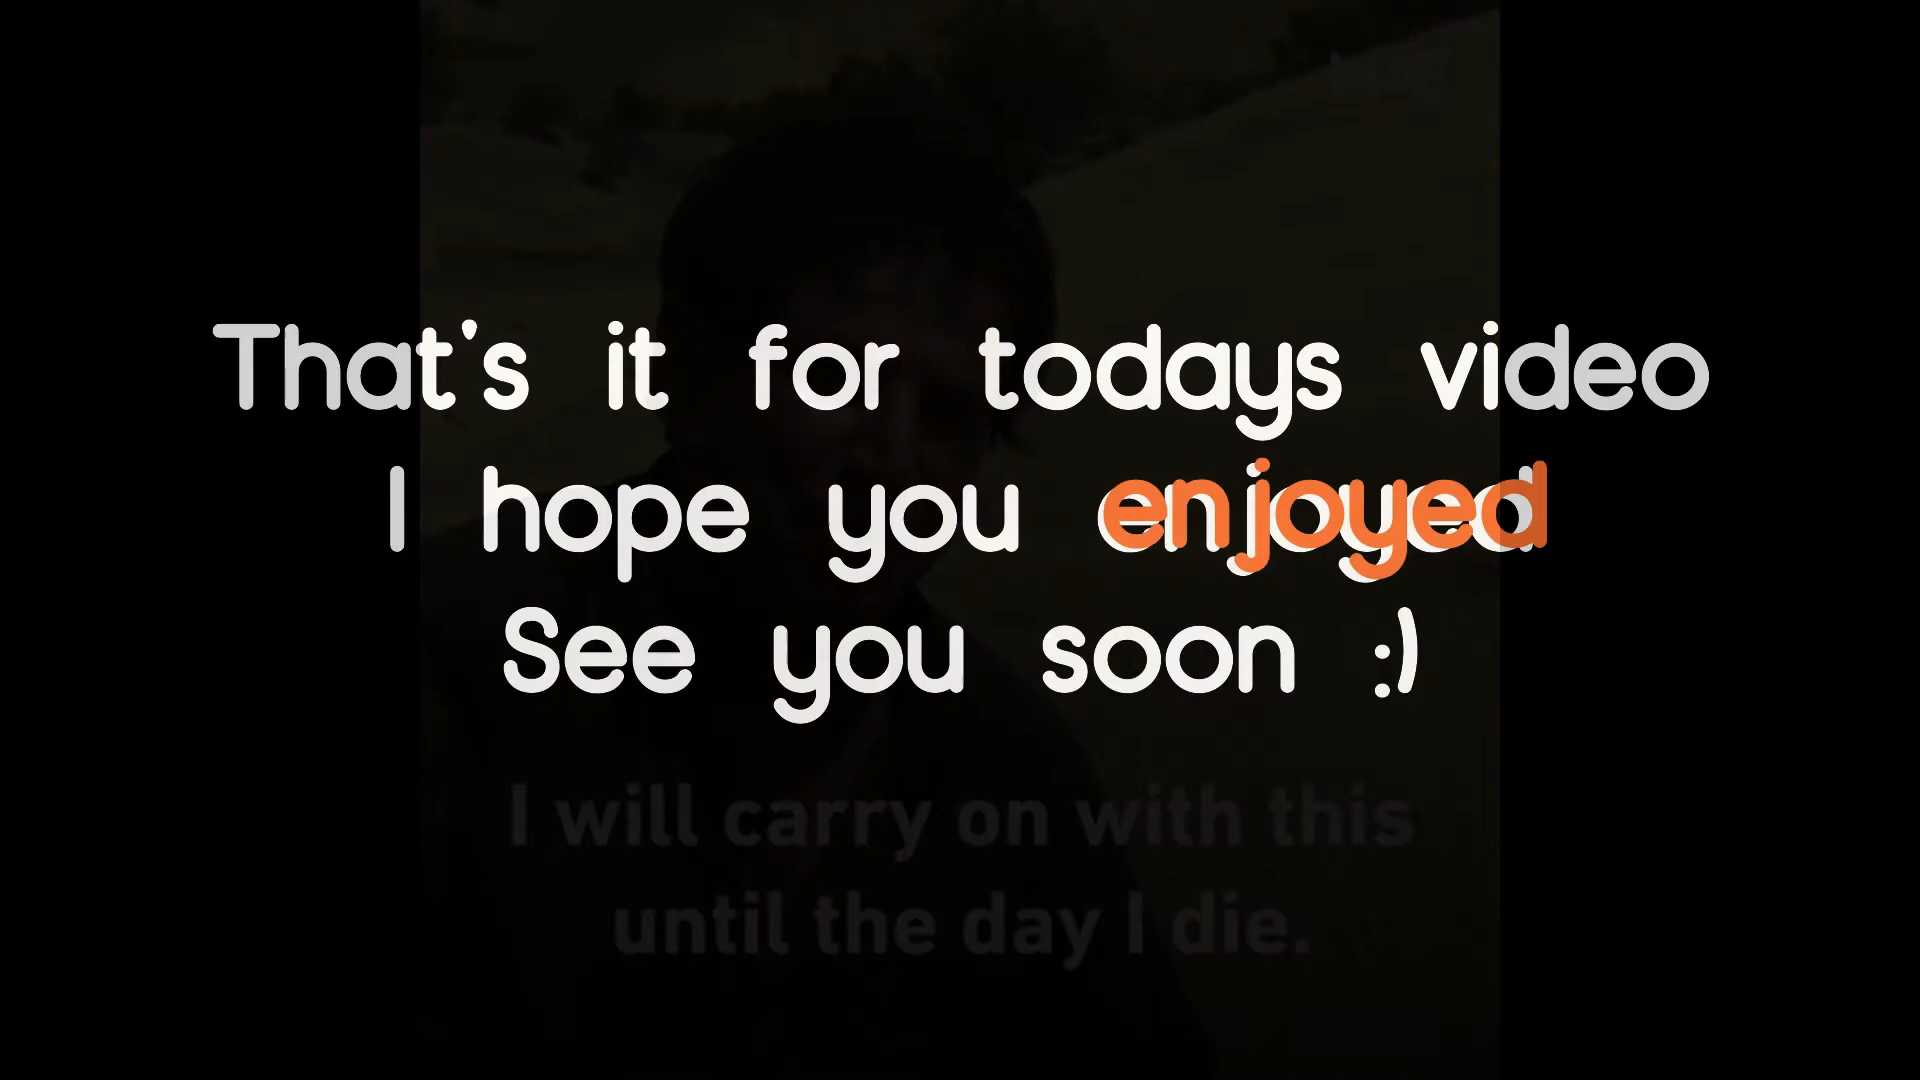 That's it for todays video
I hope you enjoyed
See you soon :)
I will carry on with this
until the day I die.